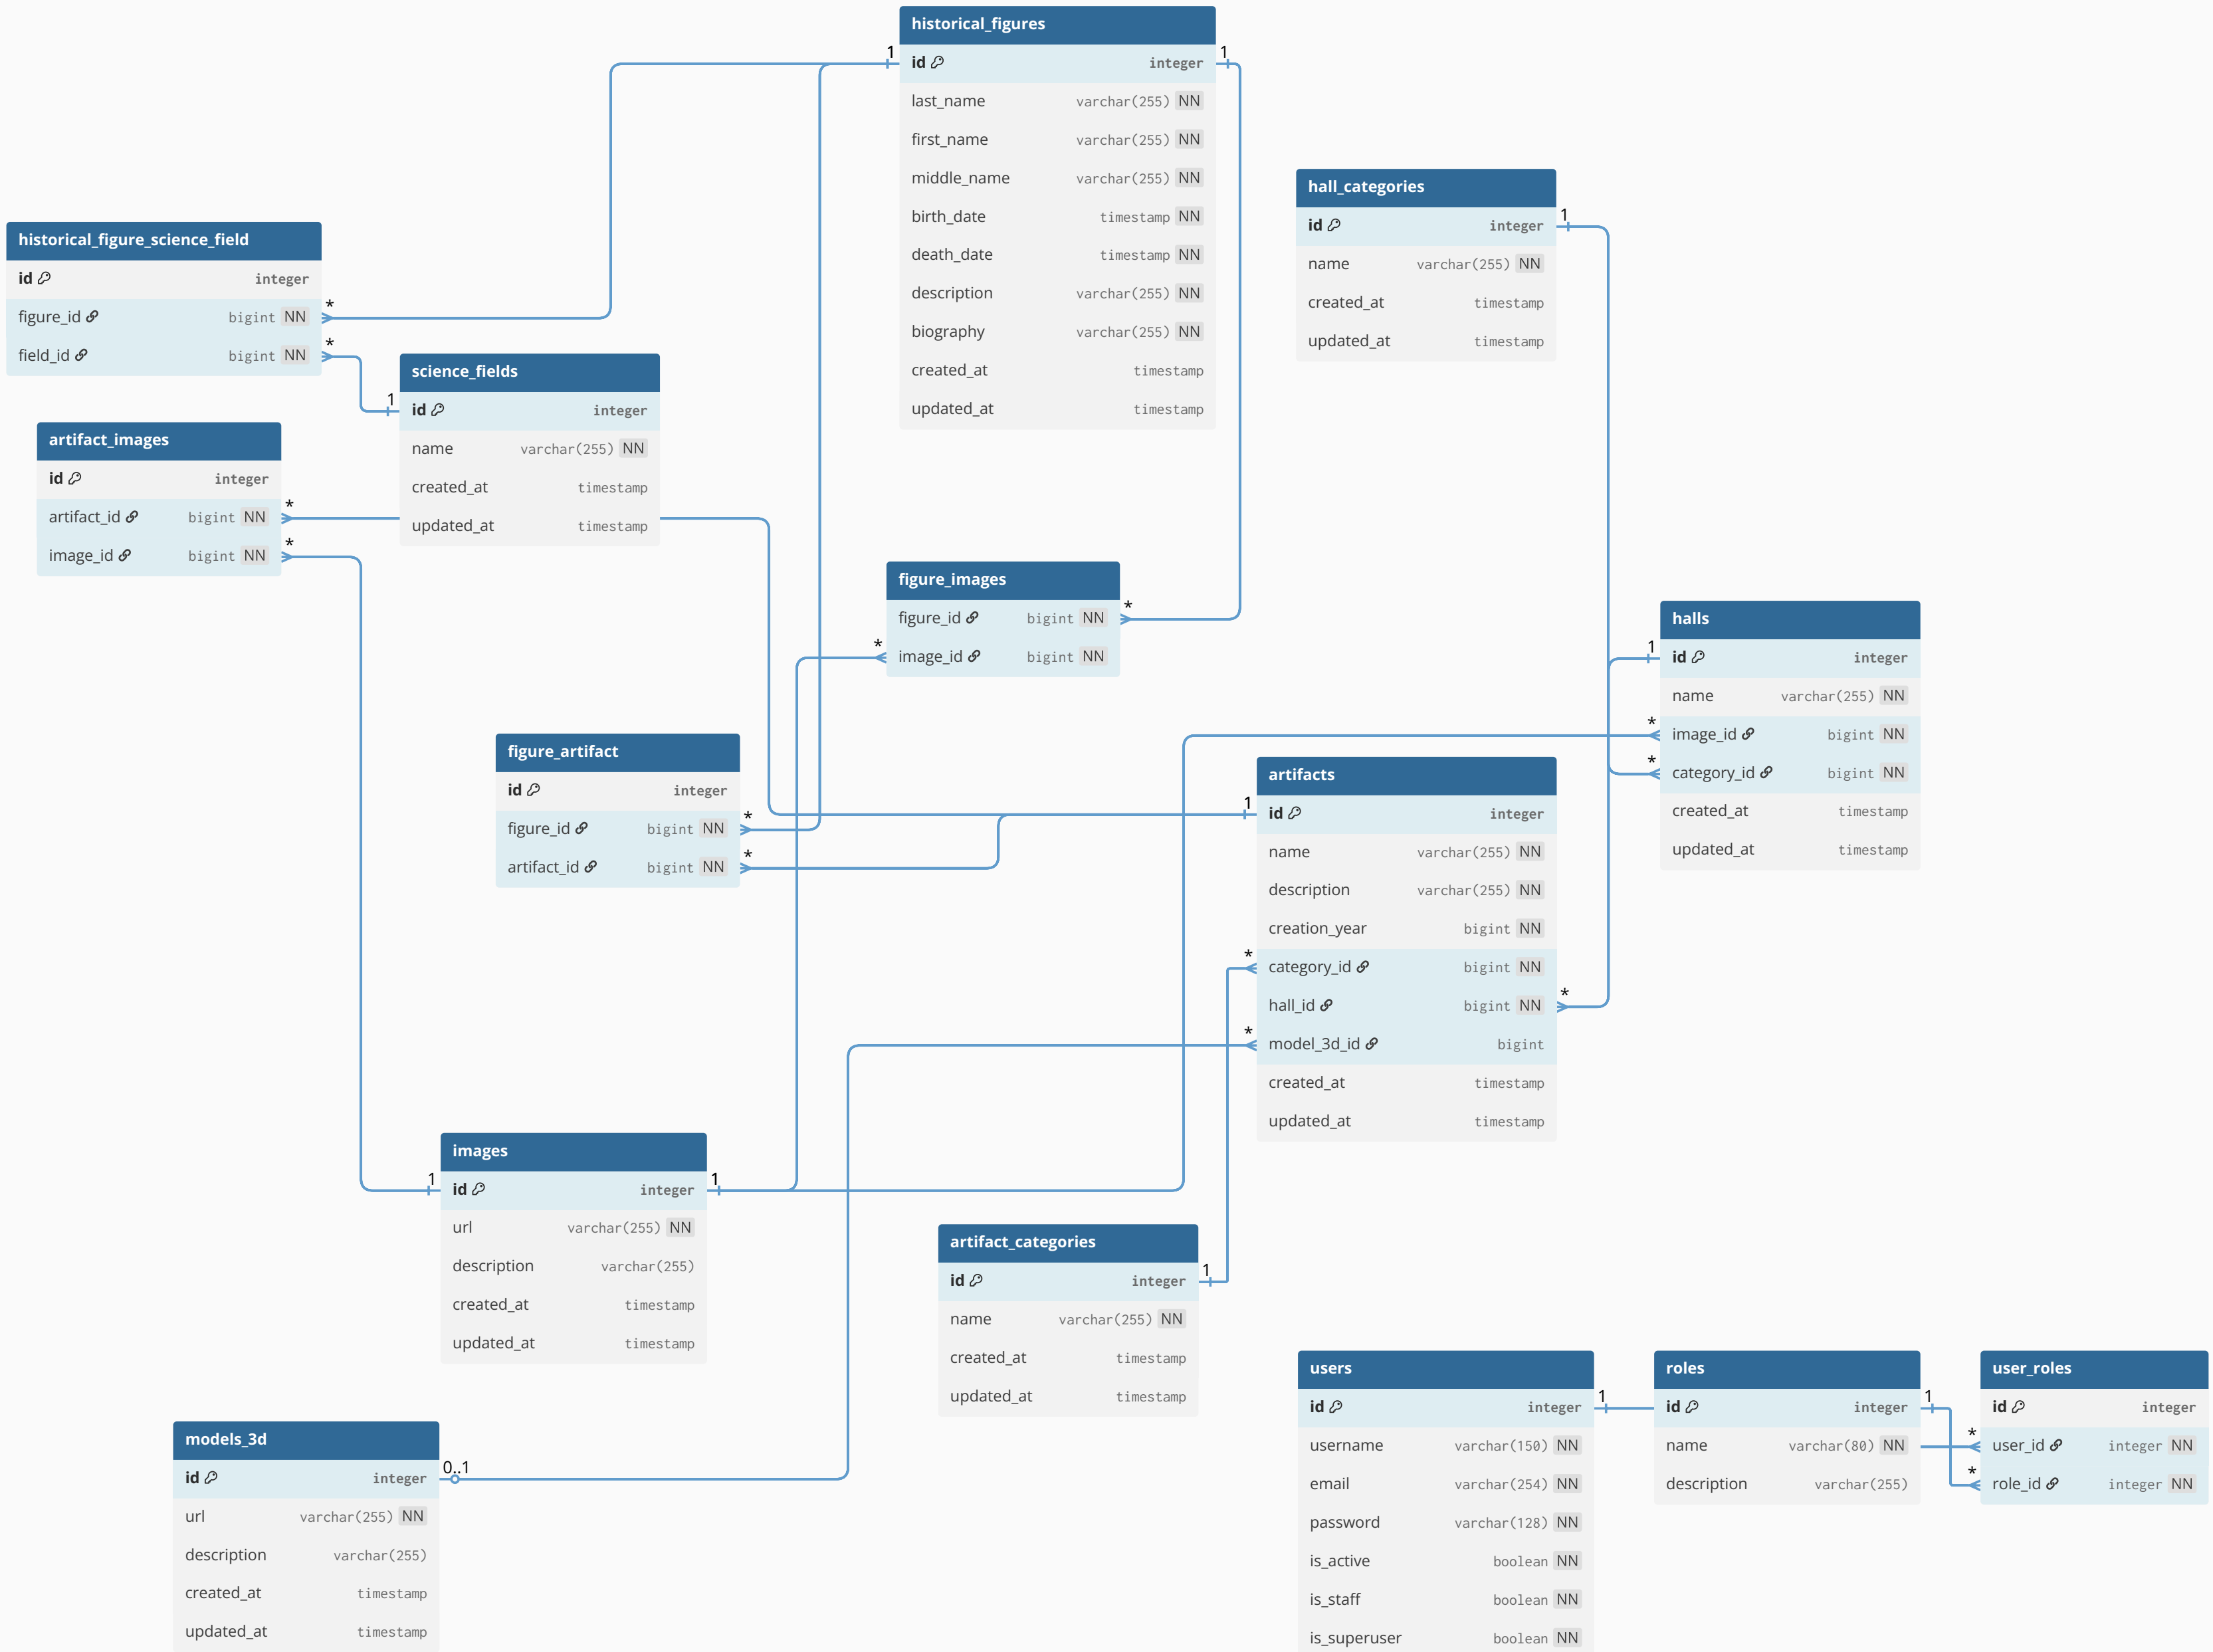 historical_figures
1 id integer 1
last_name varchar(255) NN
first_name varchar(255) NN
middle_name varchar(255) NN
birth_date timestamp NN
death_date timestamp NN
description varchar(255) NN
biography varchar(255) NN
created_at timestamp
updated_at timestamp
hall_categories
id integer 1
name varchar(255) NN
created_at timestamp
updated_at timestamp
historical_figure_science_field
id integer
figure_id bigint NN *
field_id bigint NN *
science_fields
1 id integer
name varchar(255) NN
created_at timestamp
updated_at timestamp
artifact_images
id integer
artifact_id bigint NN *
image_id bigint NN *
figure_images
figure_id bigint NN *
* image_id bigint NN
halls
1 id integer
name varchar(255) NN
* image_id bigint NN
* category_id bigint NN
created_at timestamp
updated_at timestamp
figure_artifact
id integer
figure_id bigint NN *
artifact_id bigint NN *
artifacts
1 id integer
name varchar(255) NN
description varchar(255) NN
creation_year bigint NN
* category_id bigint NN
hall_id bigint NN *
* model_3d_id bigint
created_at timestamp
updated_at timestamp
images
1 id integer 1
url varchar(255) NN
description varchar(255)
created_at timestamp
updated_at timestamp
artifact_categories
id integer 1
name varchar(255) NN
created_at timestamp
updated_at timestamp
models_3d
id integer 0..1
url varchar(255) NN
description varchar(255)
created_at timestamp
updated_at timestamp
users
id integer 1
username varchar(150) NN
email varchar(254) NN
password varchar(128) NN
is_active boolean NN
is_staff boolean NN
is_superuser boolean NN
roles
id integer 1
name varchar(80) NN
description varchar(255)
user_roles
id integer
* user_id integer NN
* role_id integer NN